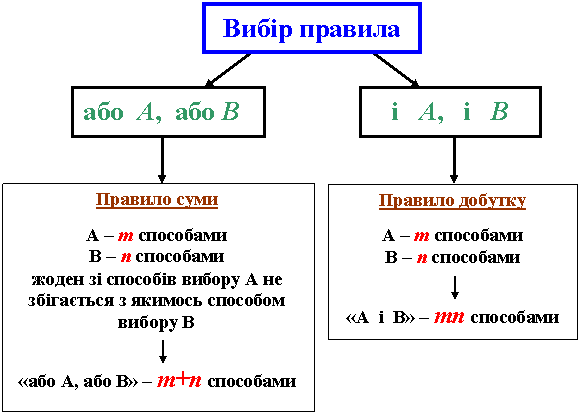 Вибір правила
або А, або В
і А, і В
Правило суми
А – m способами
В – n способами
жоден зі способів вибору А не
збігається з якимось способом
вибору В
«або А, або В» – m+n способами
Правило добутку
А – m способами
В – n способами
«А і В» – mn способами